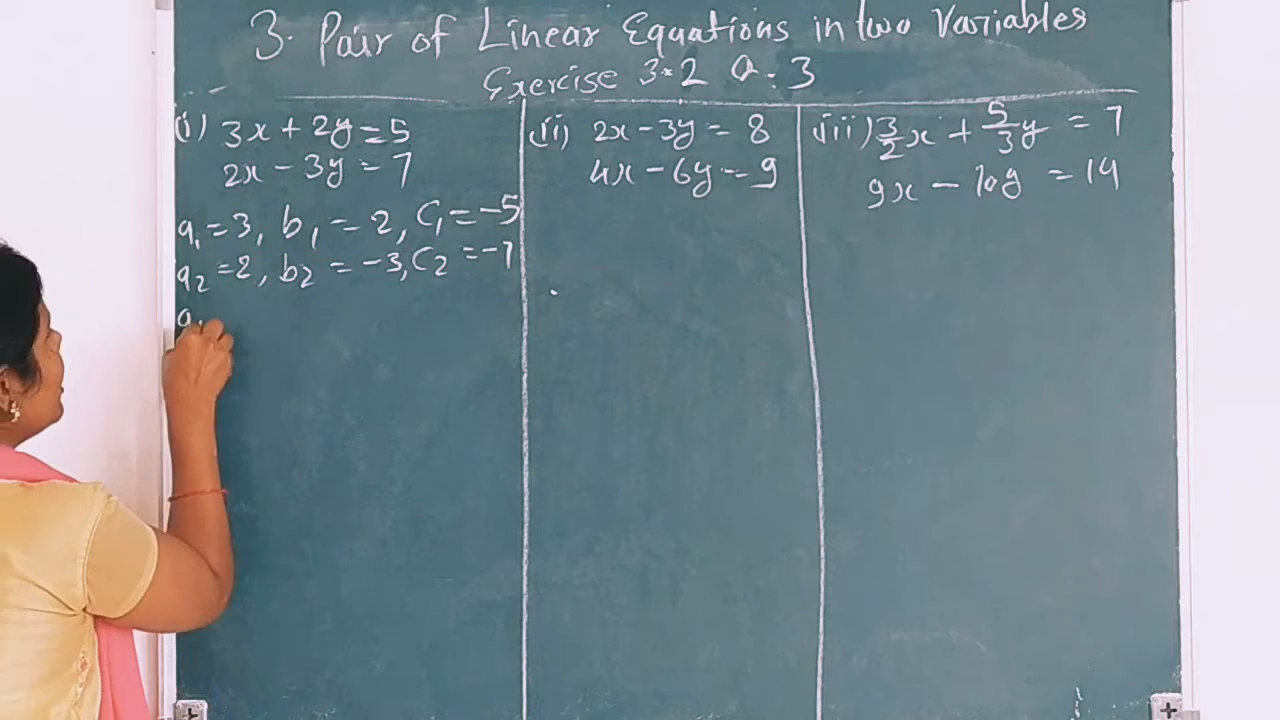 3. Pair of Linear Equations in two Variables
Exercise 3.2 Q.3
(i) 3x + 2y = 5
2x - 3y = 7
a₁ = 3, b₁ = 2, C₁ = -5
a₂ = 2, b₂ = -3, C₂ = -7
a₁
(ii) 2x - 3y = 8
4x - 6y = 9
(iii) 3/2 x + 5/3 y = 7
9x - 10y = 14